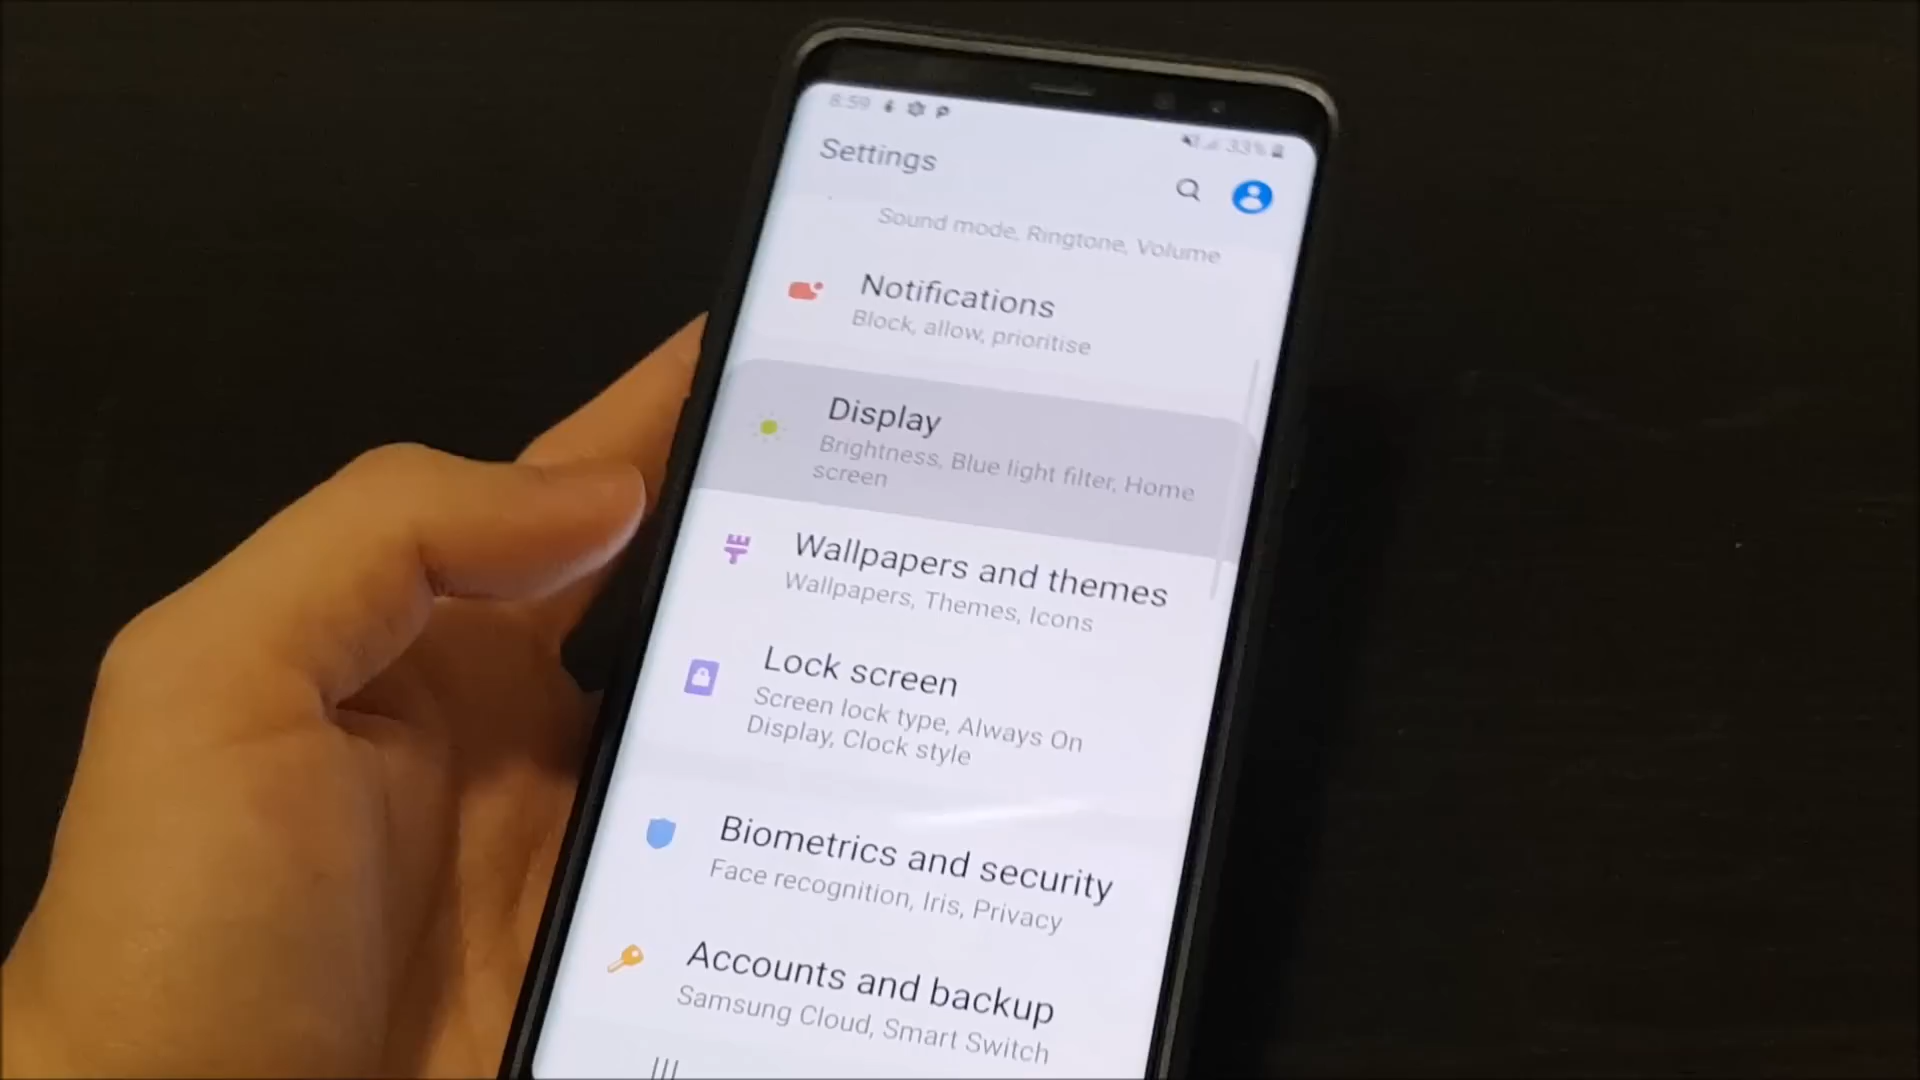 8:59
33%
Settings
Sound mode, Ringtone, Volume
Notifications
Block, allow, prioritise
Display
Brightness, Blue light filter, Home
screen
Wallpapers and themes
Wallpapers, Themes, Icons
Lock screen
Screen lock type, Always On
Display, Clock style
Biometrics and security
Face recognition, Iris, Privacy
Accounts and backup
Samsung Cloud, Smart Switch